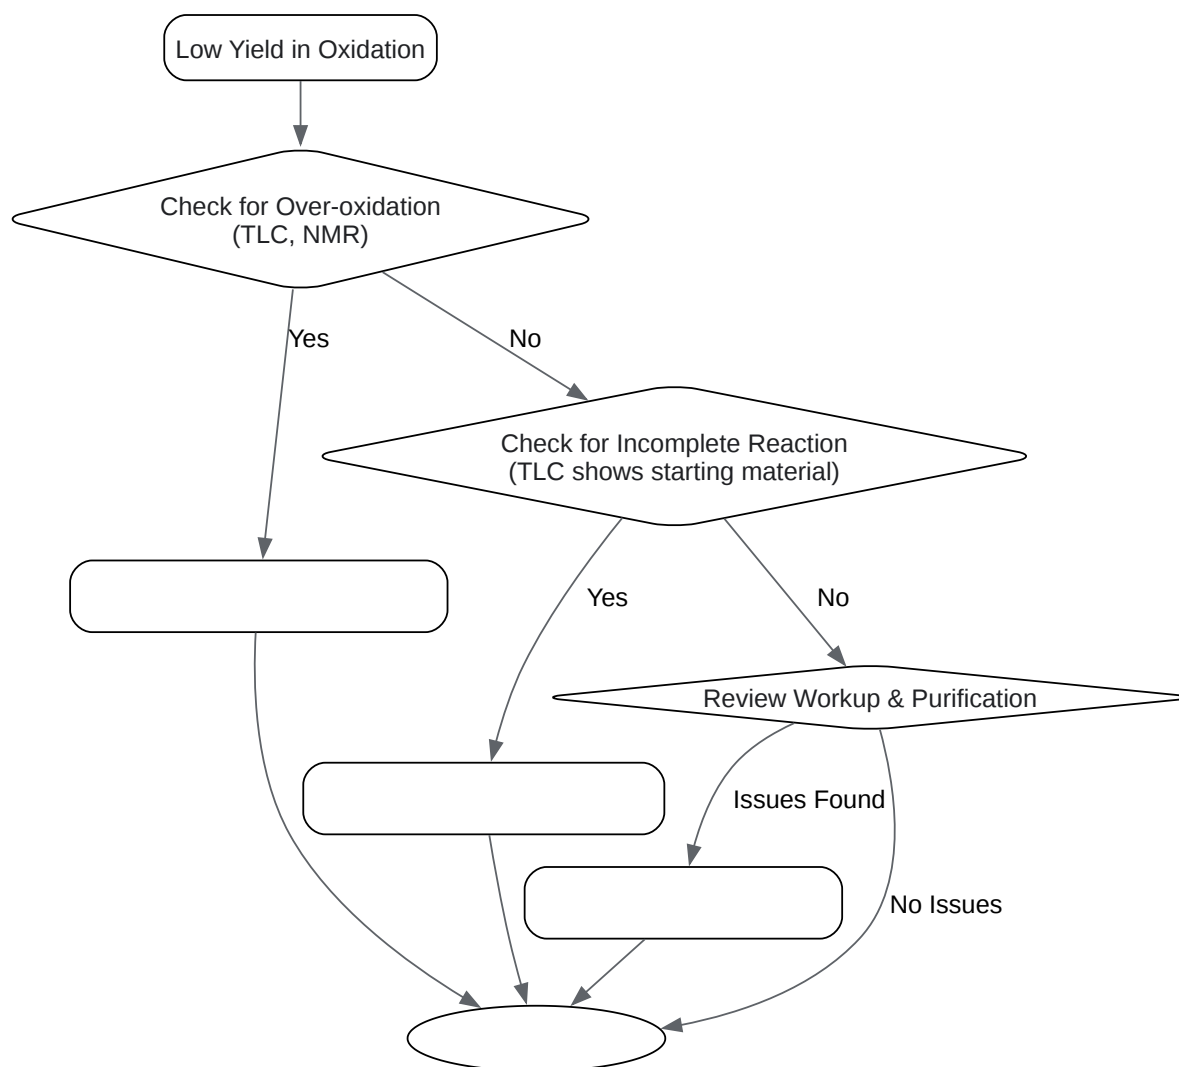 Low Yield in Oxidation
Check for Over-oxidation
(TLC, NMR)
Yes
No
Check for Incomplete Reaction
(TLC shows starting material)
Yes
No
Review Workup & Purification
Issues Found
No Issues